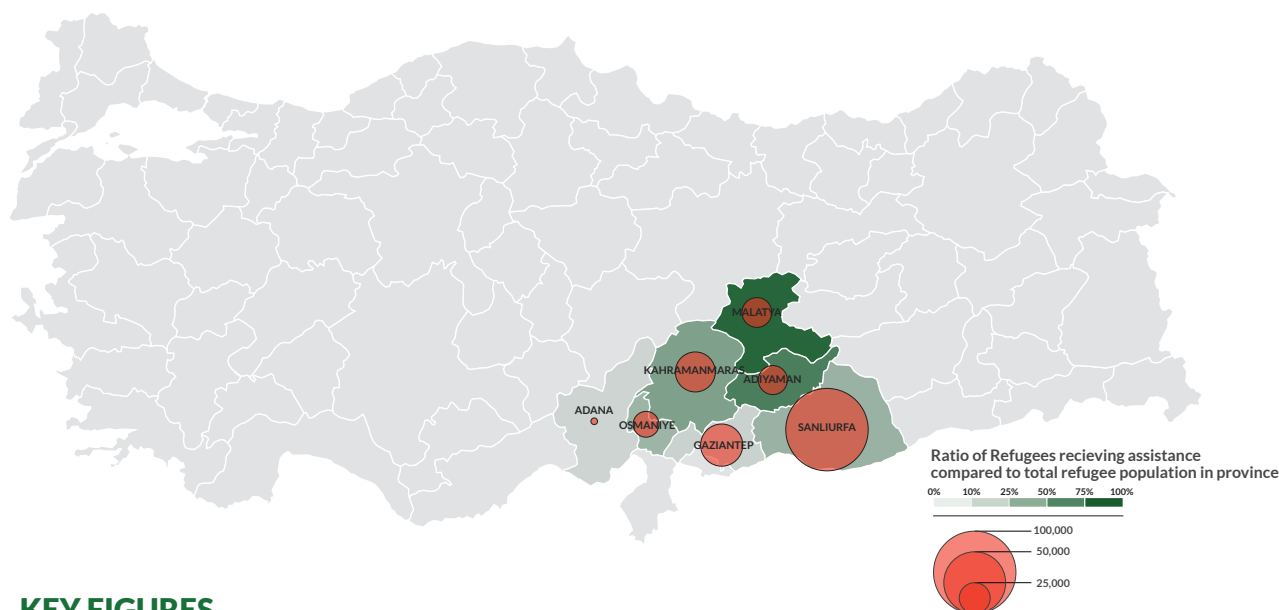 MALATYA
KAHRAMANMARAS
ADIYAMAN
ADANA
OSMANIYE
SANLIURFA
GAZIANTEP
Ratio of Refugees recieving assistance
compared to total refugee population in province
0% 10% 25% 50% 75% 100%
100,000
50,000
25,000
KEY FIGURES